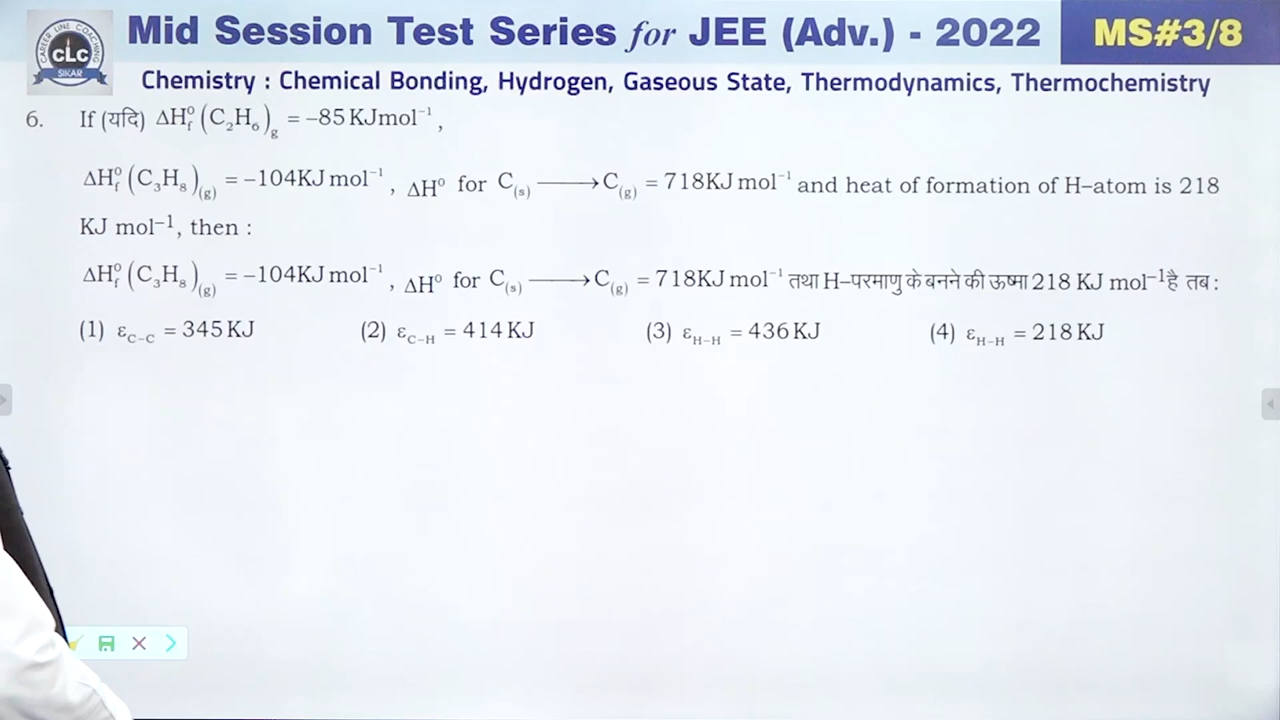 CAREER LINE COACHING
CLC
SIKAR
Mid Session Test Series for JEE (Adv.) - 2022
MS#3/8
Chemistry : Chemical Bonding, Hydrogen, Gaseous State, Thermodynamics, Thermochemistry
6. If (यदि) ΔH°f (C₂H₆)g = −85 KJmol⁻¹ ,
ΔH°f (C₃H₈)(g) = −104KJ mol⁻¹ , ΔH° for C(s) ⟶ C(g) = 718KJ mol⁻¹ and heat of formation of H–atom is 218
KJ mol⁻¹, then :
ΔH°f (C₃H₈)(g) = −104KJ mol⁻¹ , ΔH° for C(s) ⟶ C(g) = 718KJ mol⁻¹ तथा H–परमाणु के बनने की ऊष्मा 218 KJ mol⁻¹है तब :
(1) εC–C = 345 KJ (2) εC–H = 414 KJ (3) εH–H = 436 KJ (4) εH–H = 218 KJ